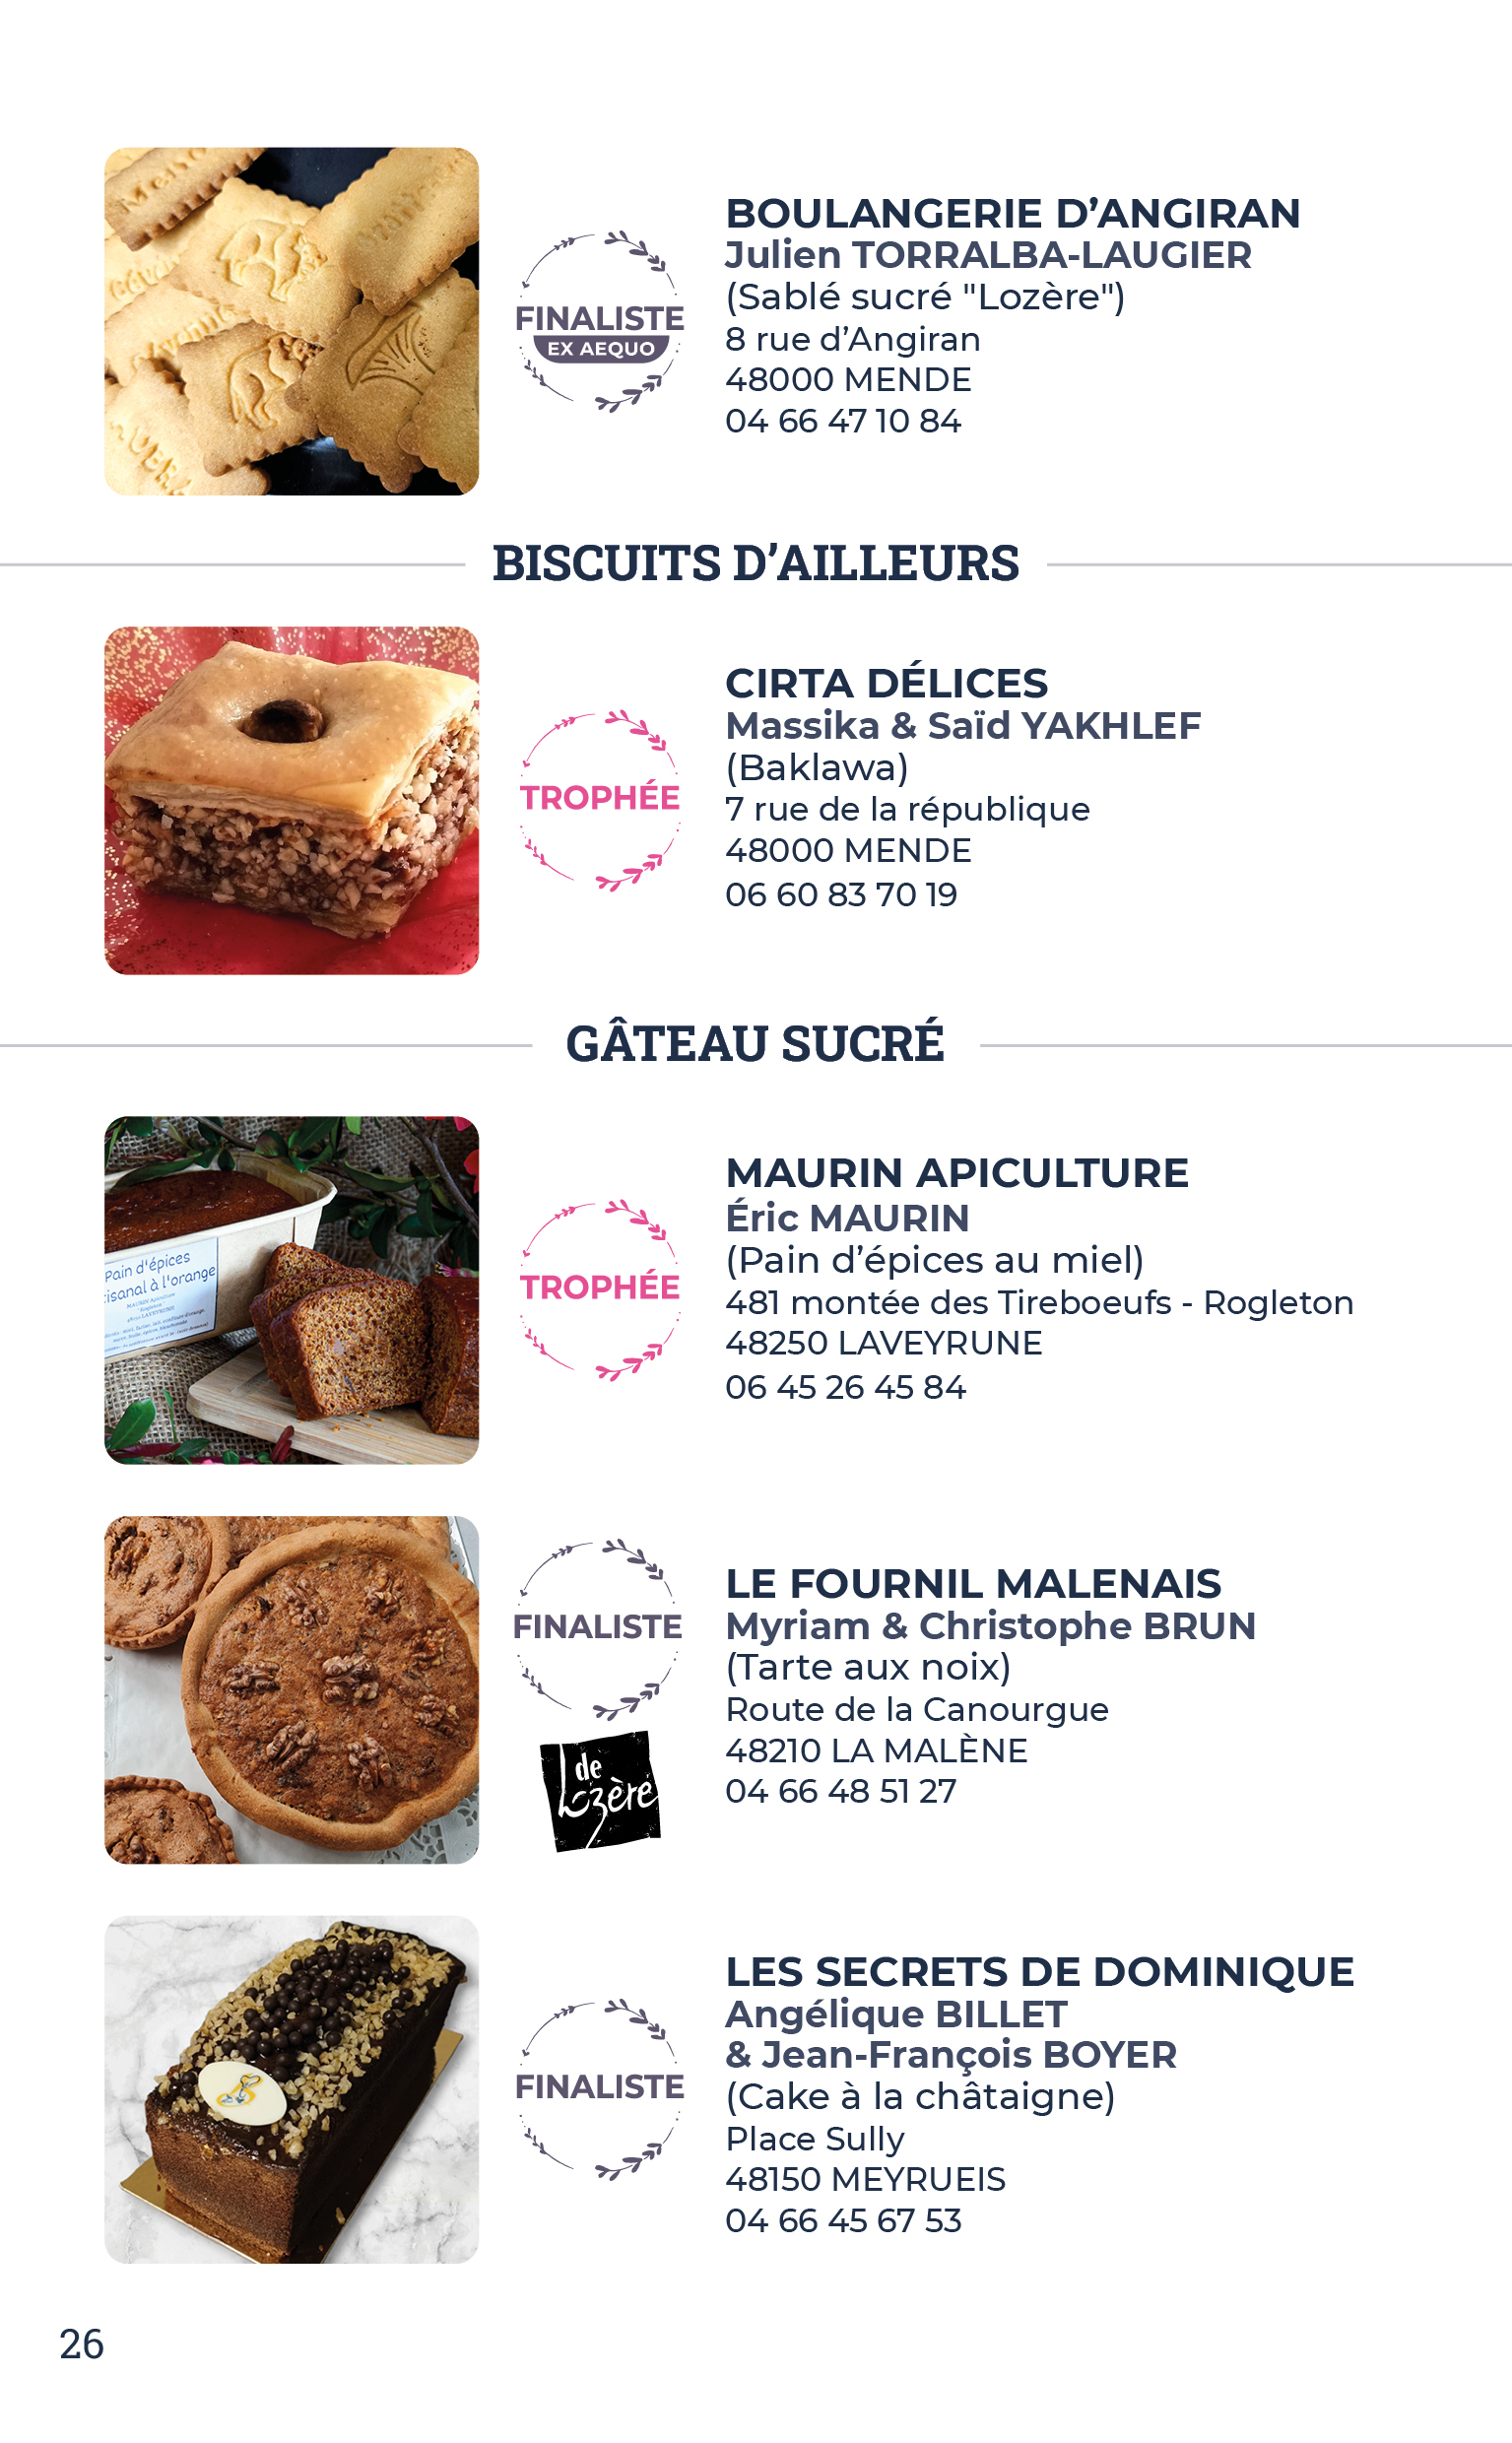 FINALISTE
EX AEQUO
BOULANGERIE D’ANGIRAN
Julien TORRALBA-LAUGIER
(Sablé sucré "Lozère")
8 rue d’Angiran
48000 MENDE
04 66 47 10 84
BISCUITS D’AILLEURS
TROPHÉE
CIRTA DÉLICES
Massika & Saïd YAKHLEF
(Baklawa)
7 rue de la république
48000 MENDE
06 60 83 70 19
GÂTEAU SUCRÉ
Pain d'épices
isanal à l'orange
MAURIN Apiculture
LAVEYRUNE
TROPHÉE
MAURIN APICULTURE
Éric MAURIN
(Pain d’épices au miel)
481 montée des Tireboeufs - Rogleton
48250 LAVEYRUNE
06 45 26 45 84
FINALISTE
de
Lozère
LE FOURNIL MALENAIS
Myriam & Christophe BRUN
(Tarte aux noix)
Route de la Canourgue
48210 LA MALÈNE
04 66 48 51 27
FINALISTE
LES SECRETS DE DOMINIQUE
Angélique BILLET
& Jean-François BOYER
(Cake à la châtaigne)
Place Sully
48150 MEYRUEIS
04 66 45 67 53
26